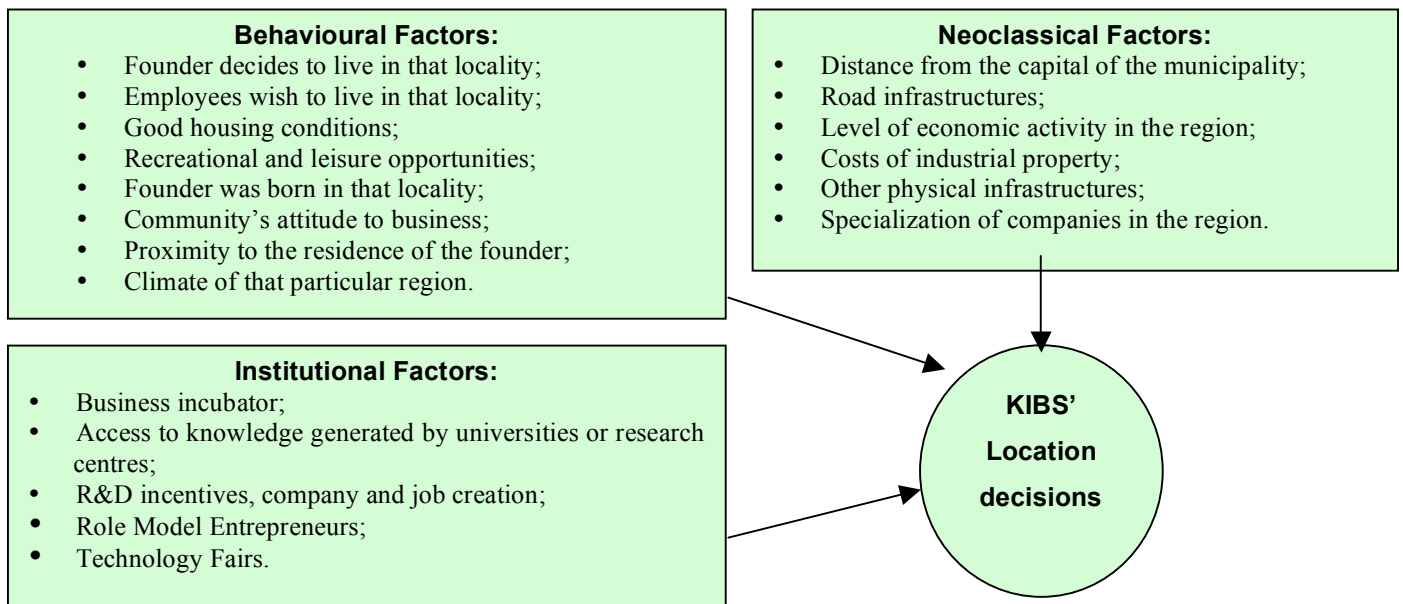 Behavioural Factors:
• Founder decides to live in that locality;
• Employees wish to live in that locality;
• Good housing conditions;
• Recreational and leisure opportunities;
• Founder was born in that locality;
• Community’s attitude to business;
• Proximity to the residence of the founder;
• Climate of that particular region.
Neoclassical Factors:
• Distance from the capital of the municipality;
• Road infrastructures;
• Level of economic activity in the region;
• Costs of industrial property;
• Other physical infrastructures;
• Specialization of companies in the region.
Institutional Factors:
• Business incubator;
• Access to knowledge generated by universities or research
centres;
• R&D incentives, company and job creation;
• Role Model Entrepreneurs;
• Technology Fairs.
KIBS’
Location
decisions